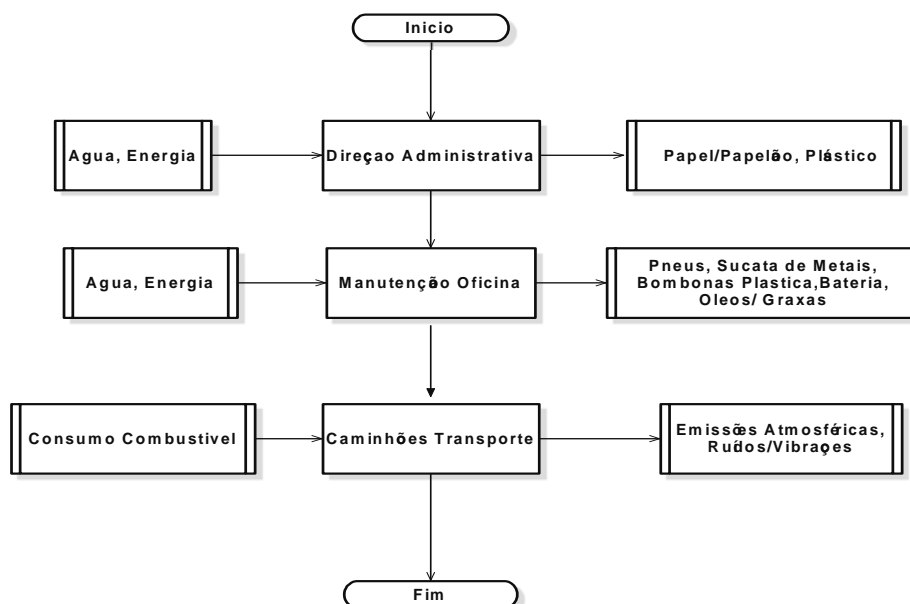 Inicio
Agua, Energia
Direçao Administrativa
Papel/Papelão, Plástico
Agua, Energia
Manutenção Oficina
Pneus, Sucata de Metais,
Bombonas Plastica,Bateria,
Oleos/ Graxas
Consumo Combustivel
Caminhões Transporte
Emissões Atmosféricas,
Ruídos/Vibraçoes
Fim